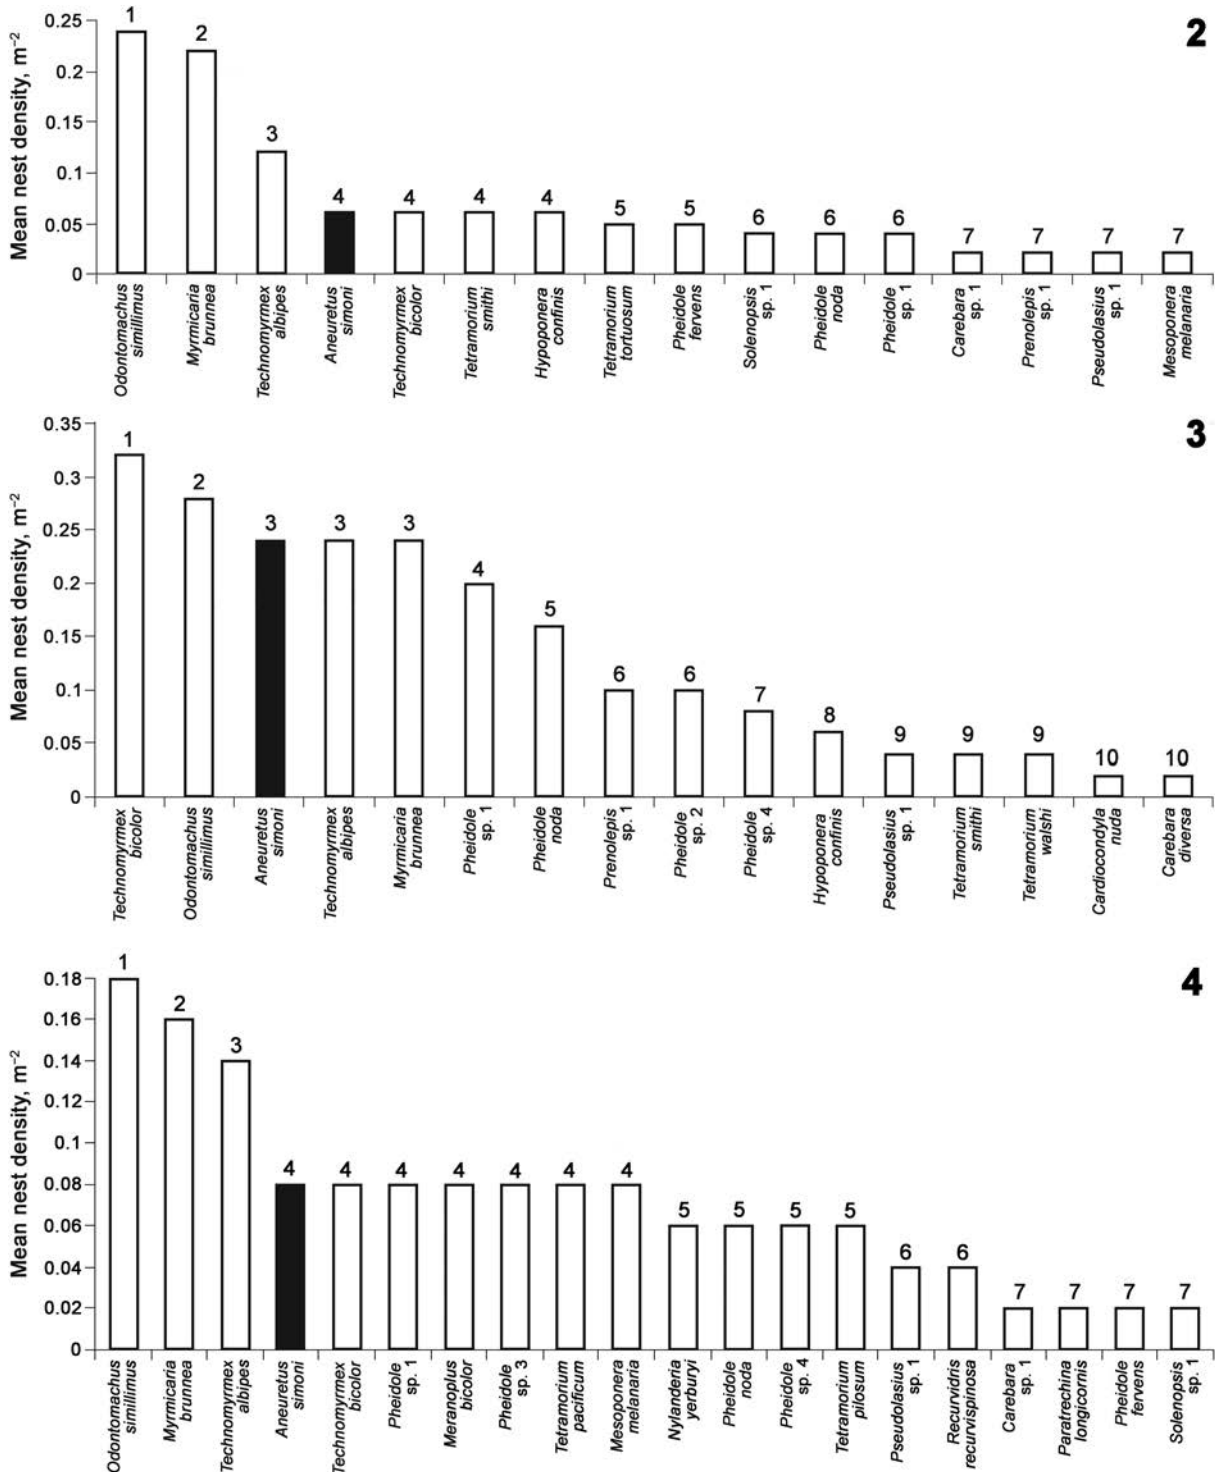 2
Mean nest density, m⁻²
0.25
0.2
0.15
0.1
0.05
0
1
2
3
4
4
4
4
5
5
6
6
6
7
7
7
7
Odontomachus
simillimus
Myrmicaria
brunnea
Technomyrmex
albipes
Aneuretus
simoni
Technomyrmex
bicolor
Tetramorium
smithi
Hypoponera
confinis
Tetramorium
tortuosum
Pheidole
fervens
Solenopsis
sp. 1
Pheidole
noda
Pheidole
sp. 1
Carebara
sp. 1
Prenolepis
sp. 1
Pseudolasius
sp. 1
Mesoponera
melanaria
3
Mean nest density, m⁻²
0.35
0.3
0.25
0.2
0.15
0.1
0.05
0
1
2
3
3
3
4
5
6
6
7
8
9
9
9
10
10
Technomyrmex
bicolor
Odontomachus
simillimus
Aneuretus
simoni
Technomyrmex
albipes
Myrmicaria
brunnea
Pheidole
sp. 1
Pheidole
noda
Prenolepis
sp. 1
Pheidole
sp. 2
Pheidole
sp. 4
Hypoponera
confinis
Pseudolasius
sp. 1
Tetramorium
smithi
Tetramorium
walshi
Cardiocondyla
nuda
Carebara
diversa
4
Mean nest density, m⁻²
0.18
0.16
0.14
0.12
0.1
0.08
0.06
0.04
0.02
0
1
2
3
4
4
4
4
4
4
4
5
5
5
5
6
6
7
7
7
7
Odontomachus
simillimus
Myrmicaria
brunnea
Technomyrmex
albipes
Aneuretus
simoni
Technomyrmex
bicolor
Pheidole
sp. 1
Meranoplus
bicolor
Pheidole
sp. 3
Tetramorium
pacificum
Mesoponera
melanaria
Nylanderia
yerburyi
Pheidole
noda
Pheidole
sp. 4
Tetramorium
pilosum
Pseudolasius
sp. 1
Recurvidris
recurvispinosa
Carebara
sp. 1
Paratrechina
longicornis
Pheidole
fervens
Solenopsis
sp. 1